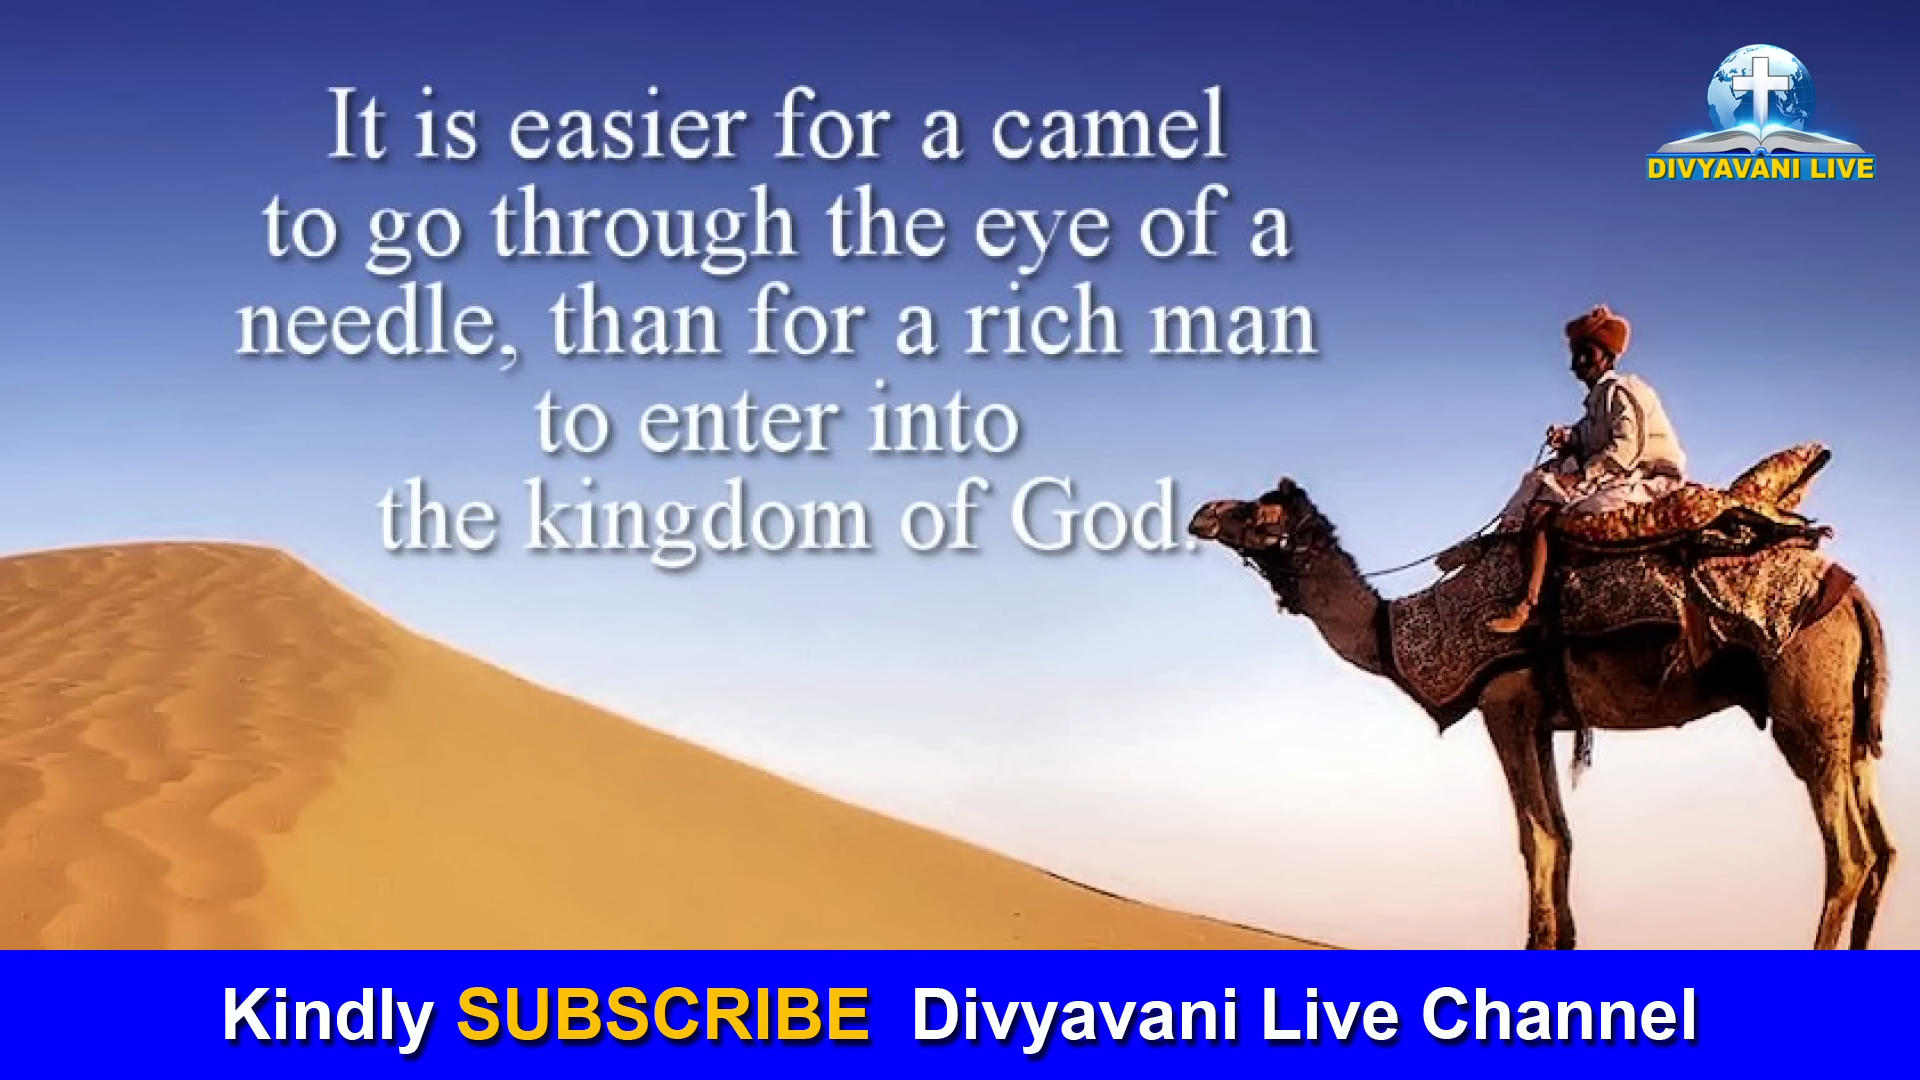 It is easier for a camel
to go through the eye of a
needle, than for a rich man
to enter into
the kingdom of God.
DIVYAVANI LIVE
Kindly SUBSCRIBE Divyavani Live Channel